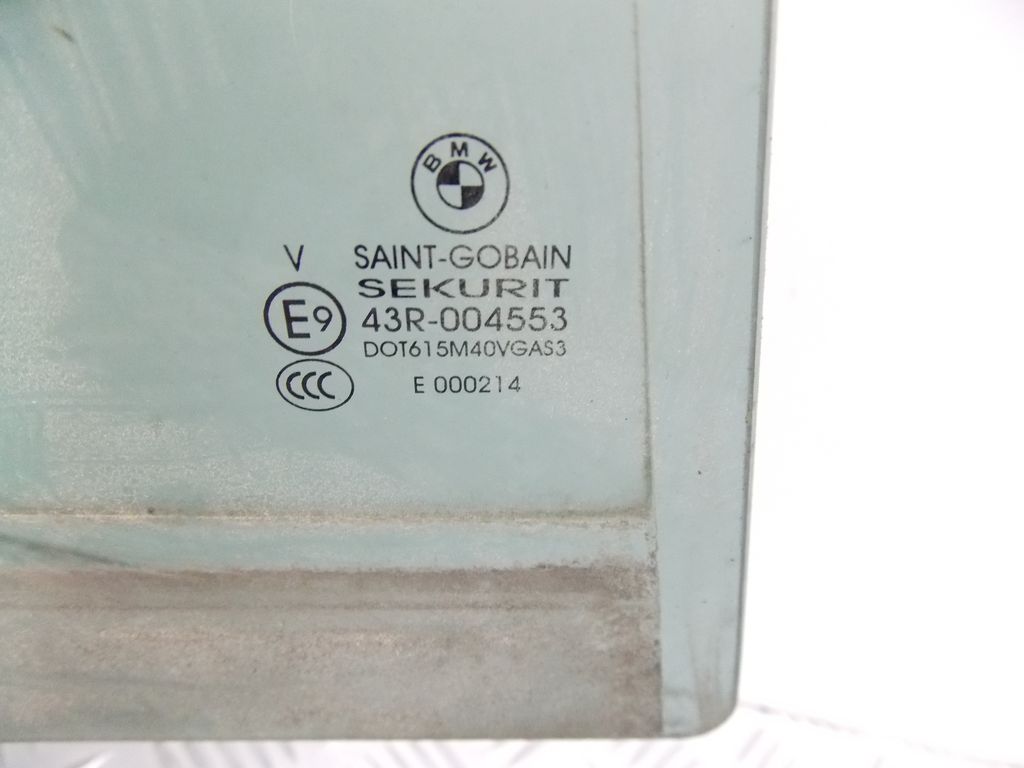 BMW
V SAINT-GOBAIN
SEKURIT
E9 43R-004553
DOT615M40VGAS3
CCC E 000214